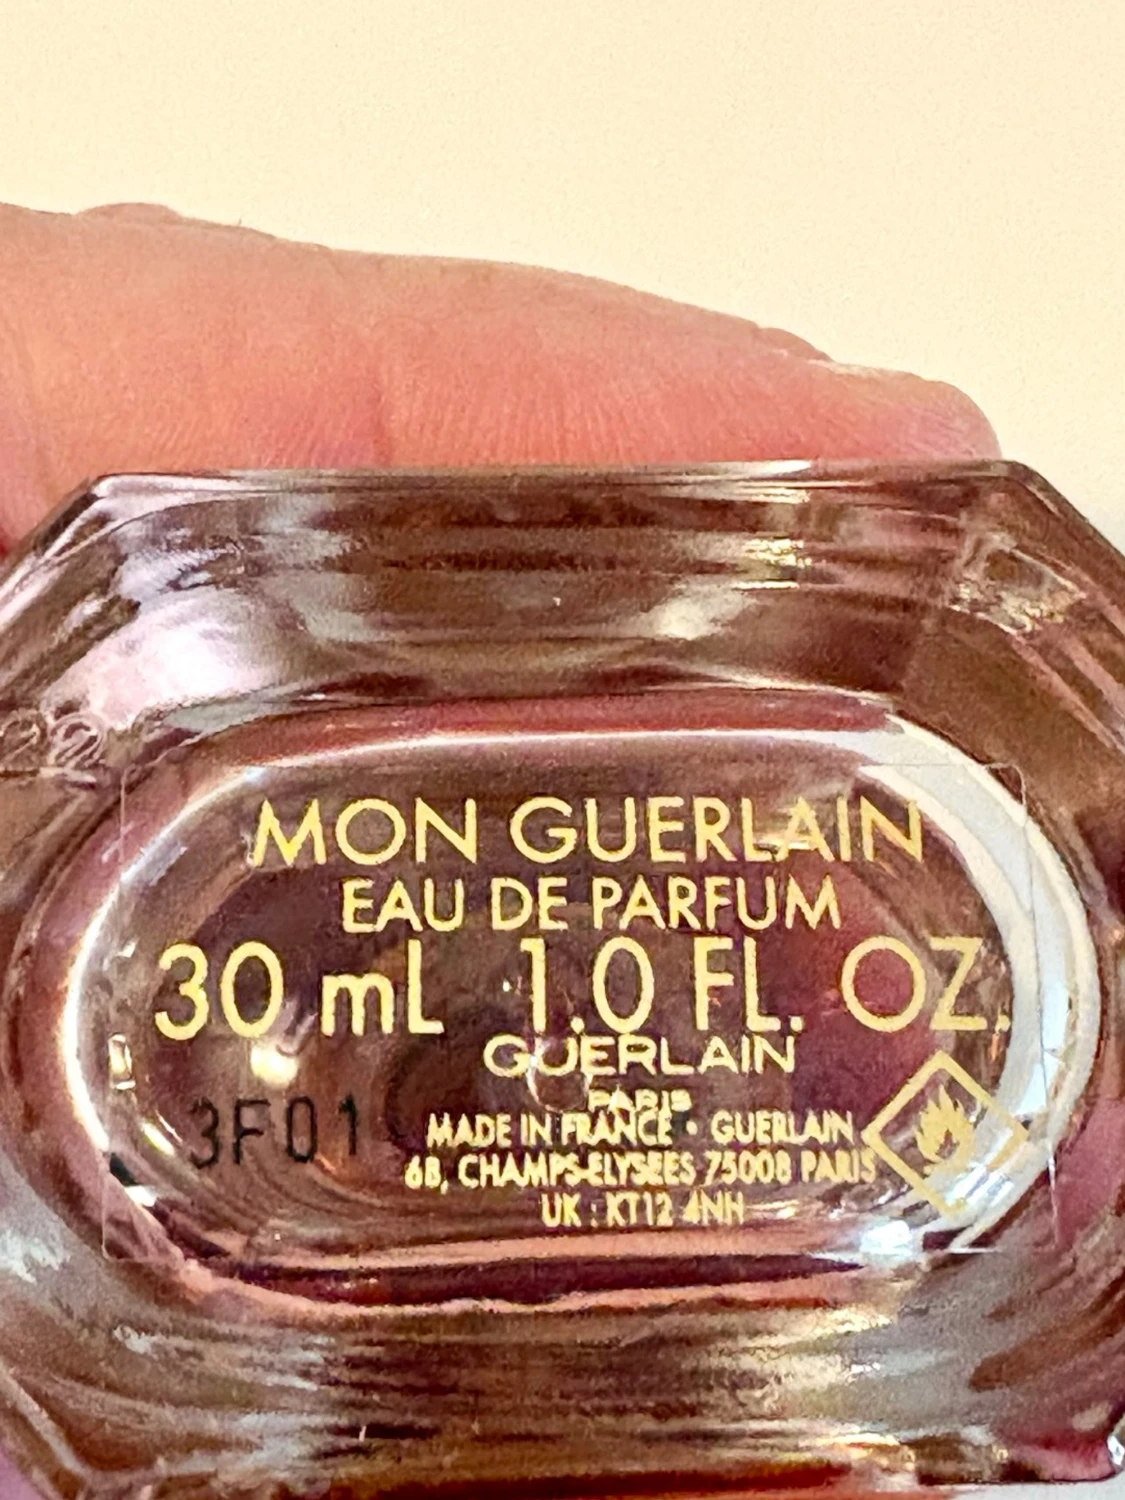 22
MON GUERLAIN
EAU DE PARFUM
30 mL 1.0 FL. OZ.
GUERLAIN
PARIS
3F01
MADE IN FRANCE • GUERLAIN
68, CHAMPS-ELYSEES 75008 PARIS
UK : KT12 4NH